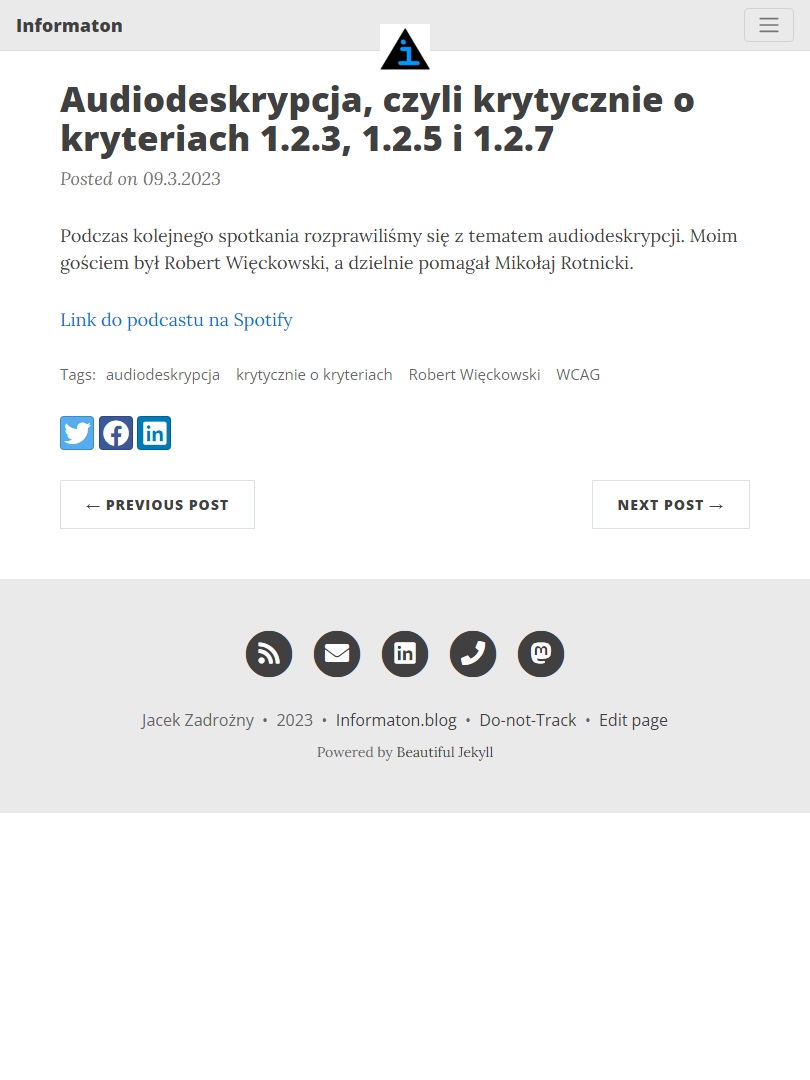 Informaton
i
Audiodeskrypcja, czyli krytycznie o
kryteriach 1.2.3, 1.2.5 i 1.2.7
Posted on 09.3.2023
Podczas kolejnego spotkania rozprawiliśmy się z tematem audiodeskrypcji. Moim
gościem był Robert Więckowski, a dzielnie pomagał Mikołaj Rotnicki.
Link do podcastu na Spotify
Tags: audiodeskrypcja krytycznie o kryteriach Robert Więckowski WCAG
← PREVIOUS POST NEXT POST →
Jacek Zadrożny • 2023 • Informaton.blog • Do-not-Track • Edit page
Powered by Beautiful Jekyll